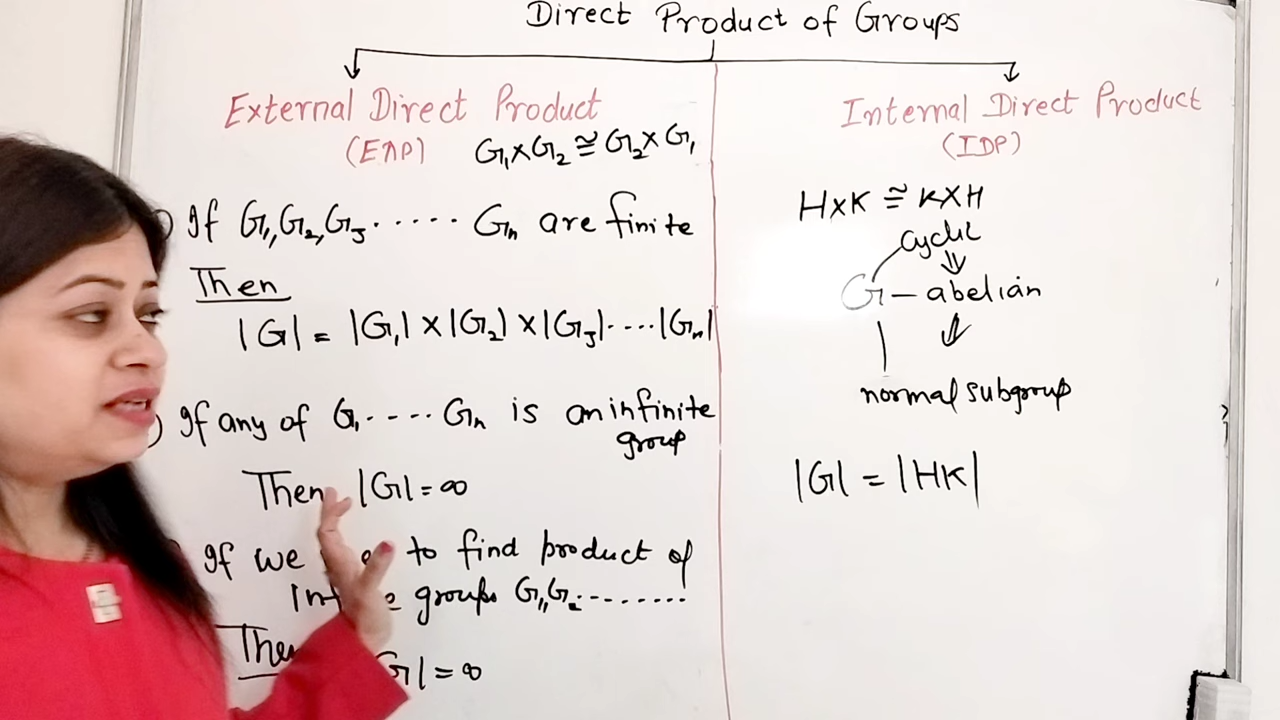 Direct Product of Groups
External Direct Product
(EDP) G₁×G₂ ≅ G₂×G₁
) If G₁,G₂,G₃ ..... Gₙ are finite
Then
|G| = |G₁| × |G₂| × |G₃| .... |Gₙ|
) If any of G₁ .... Gₙ is an infinite
group
Then |G| = ∞
If we to find product of
groups G₁,G₂ ........
Then
G| = ∞
Internal Direct Product
(IDP)
H×K ≅ K×H
cyclic
⇓
G — abelian
⇓
normal subgroup
|G| = |HK|